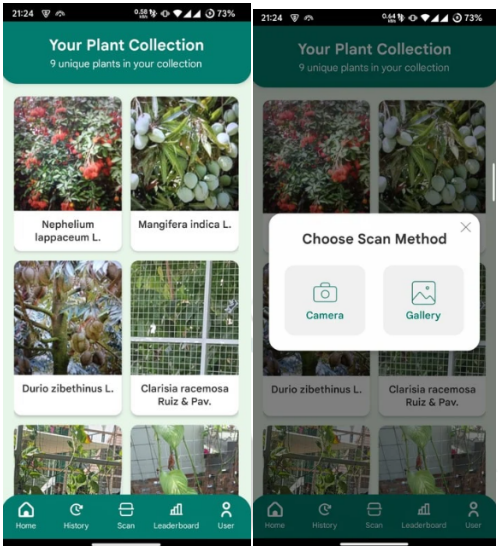 21:24
0.58
KB/s
73%
Your Plant Collection
9 unique plants in your collection
Nephelium
lappaceum L.
Mangifera indica L.
Durio zibethinus L.
Clarisia racemosa
Ruiz & Pav.
Home
History
Scan
Leaderboard
User
21:24
0.64
KB/s
73%
Your Plant Collection
9 unique plants in your collection
Choose Scan Method
Camera
Gallery
Durio zibethinus L.
Clarisia racemosa
Ruiz & Pav.
Home
History
Scan
Leaderboard
User